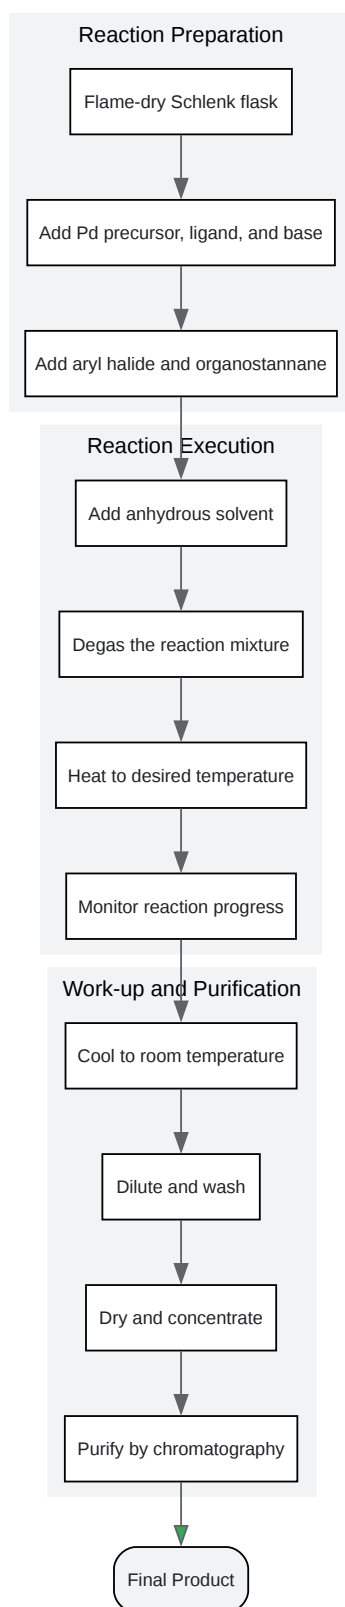 Reaction Preparation
Flame-dry Schlenk flask
Add Pd precursor, ligand, and base
Add aryl halide and organostannane
Reaction Execution
Add anhydrous solvent
Degas the reaction mixture
Heat to desired temperature
Monitor reaction progress
Work-up and Purification
Cool to room temperature
Dilute and wash
Dry and concentrate
Purify by chromatography
Final Product